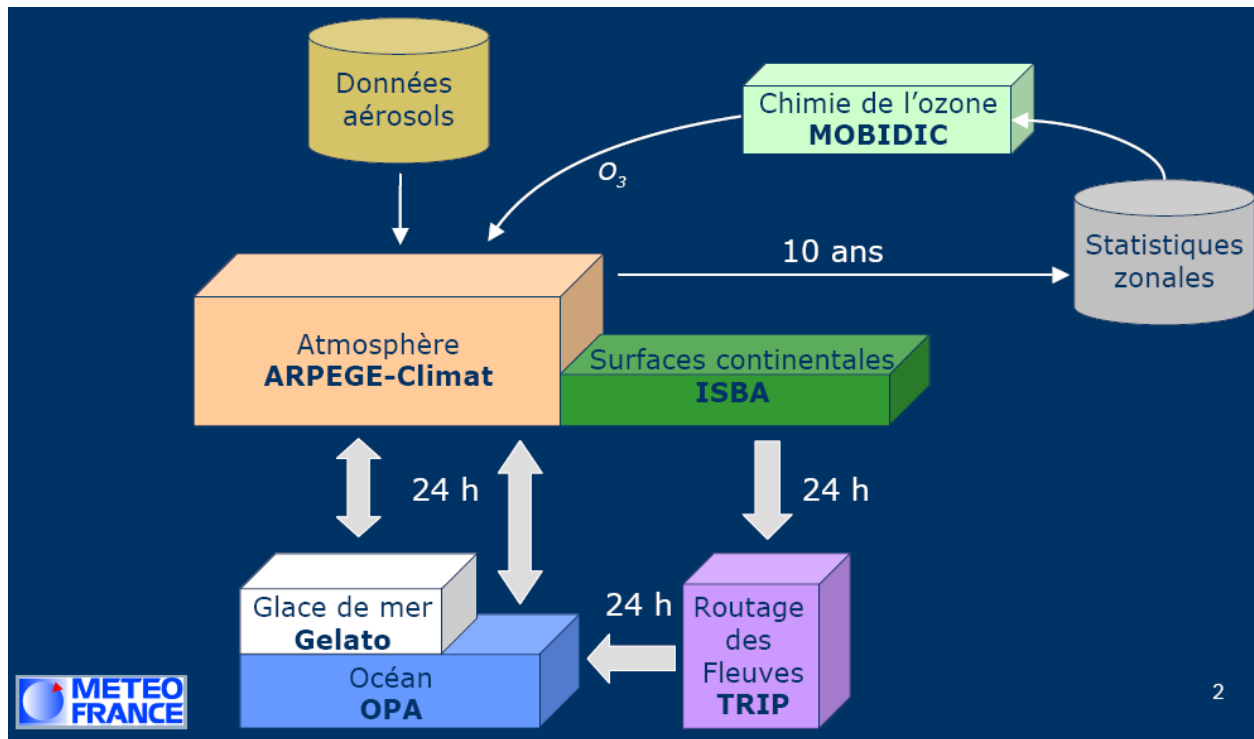 Données
aérosols
Chimie de l'ozone
MOBIDIC
O₃
10 ans
Statistiques
zonales
Atmosphère
ARPEGE-Climat
Surfaces continentales
ISBA
24 h
24 h
Glace de mer
Gelato
24 h
Routage
des
Fleuves
TRIP
Océan
OPA
METEO
FRANCE
2